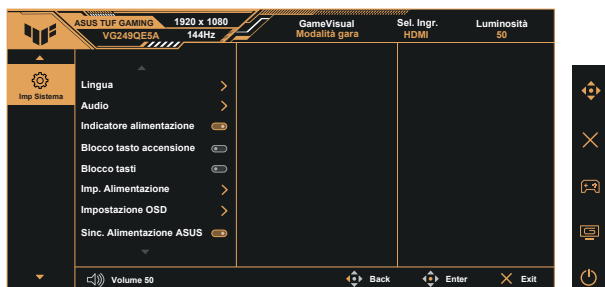 ASUS TUF GAMING 1920 x 1080 GameVisual Sel. Ingr. Luminosità
VG249QE5A 144Hz Modalità gara HDMI 50
Imp Sistema
Lingua
Audio
Indicatore alimentazione
Blocco tasto accensione
Blocco tasti
Imp. Alimentazione
Impostazione OSD
Sinc. Alimentazione ASUS
Volume 50 Back Enter Exit